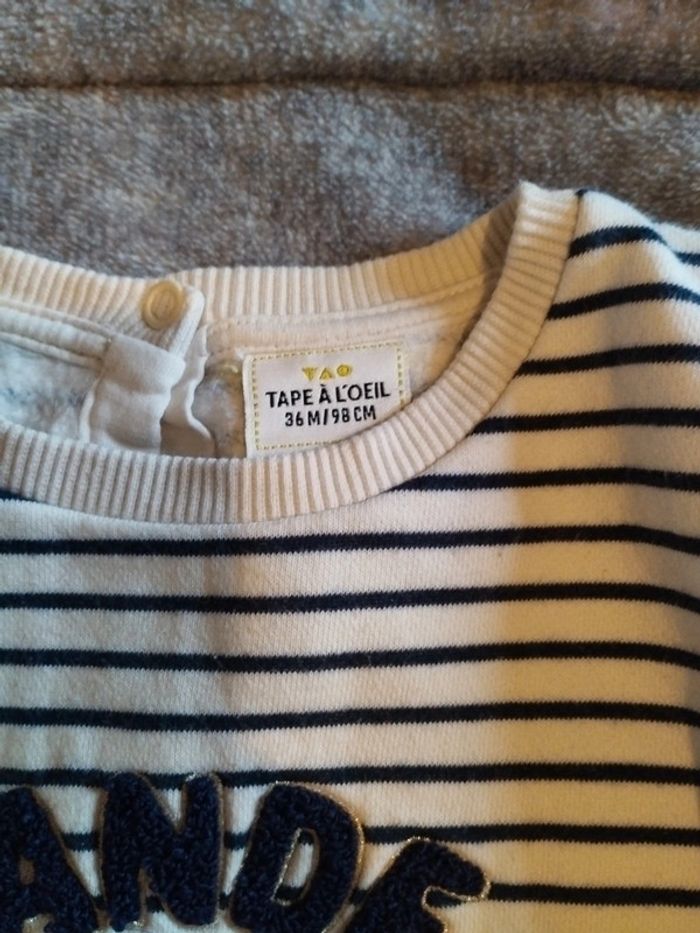 TAO
TAPE À L'OEIL
36M/98CM
ANDE